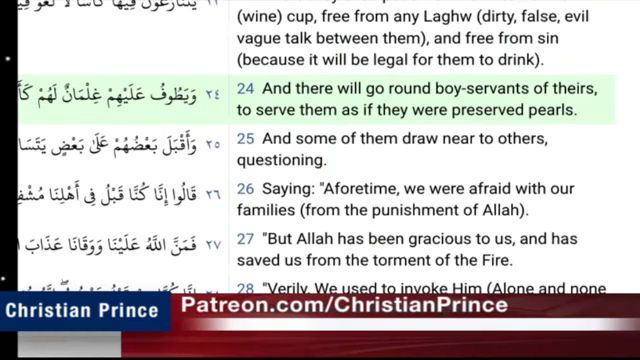 (wine) cup, free from any Laghw (dirty, false, evil
vague talk between them), and free from sin
(because it will be legal for them to drink).
٢٤ وَيَطُوفُ عَلَيْهِمْ غِلْمَانٌ لَهُمْ
24 And there will go round boy-servants of theirs,
to serve them as if they were preserved pearls.
٢٥ وَأَقْبَلَ بَعْضُهُمْ عَلَىٰ بَعْضٍ
25 And some of them draw near to others,
questioning.
٢٦ قَالُوا إِنَّا كُنَّا قَبْلُ فِي أَهْلِنَا
26 Saying: "Aforetime, we were afraid with our
families (from the punishment of Allah).
٢٧ فَمَنَّ اللَّهُ عَلَيْنَا وَوَقَانَا عَذَابَ
27 "But Allah has been gracious to us, and has
saved us from the torment of the Fire.
28 "Verily, We used to invoke Him (Alone and none
Christian Prince
Patreon.com/ChristianPrince